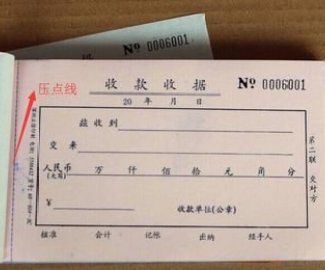 No 0006001
压点线
收款收据 No 0006001
20 年 月 日
兹收到
交来
人民币(大写) 万 仟 佰 拾 元 角 分
¥ 收款单位(公章)
核准 会计 记帐 出纳 经手人
第二联 交对方